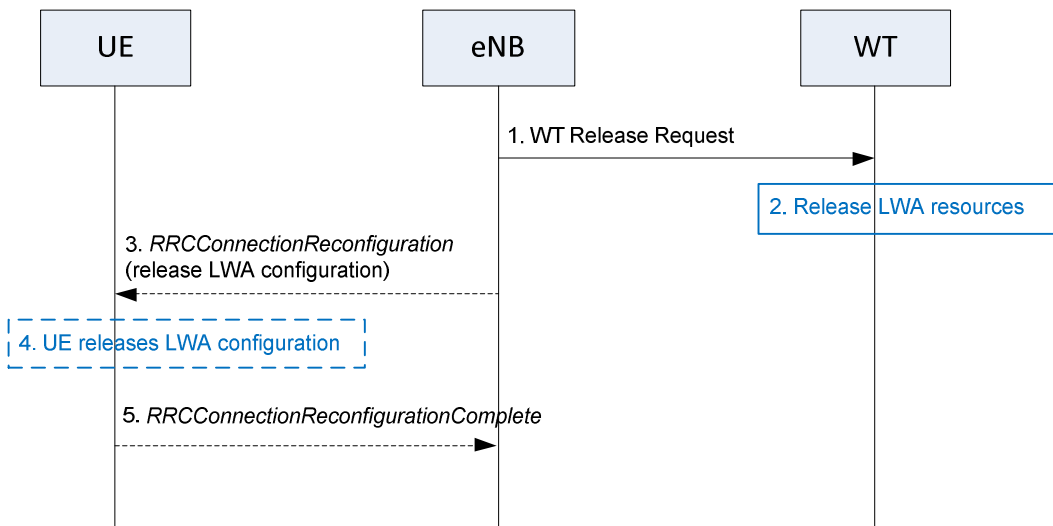 UE
eNB
WT
1. WT Release Request
2. Release LWA resources
3. RRCConnectionReconfiguration
(release LWA configuration)
4. UE releases LWA configuration
5. RRCConnectionReconfigurationComplete